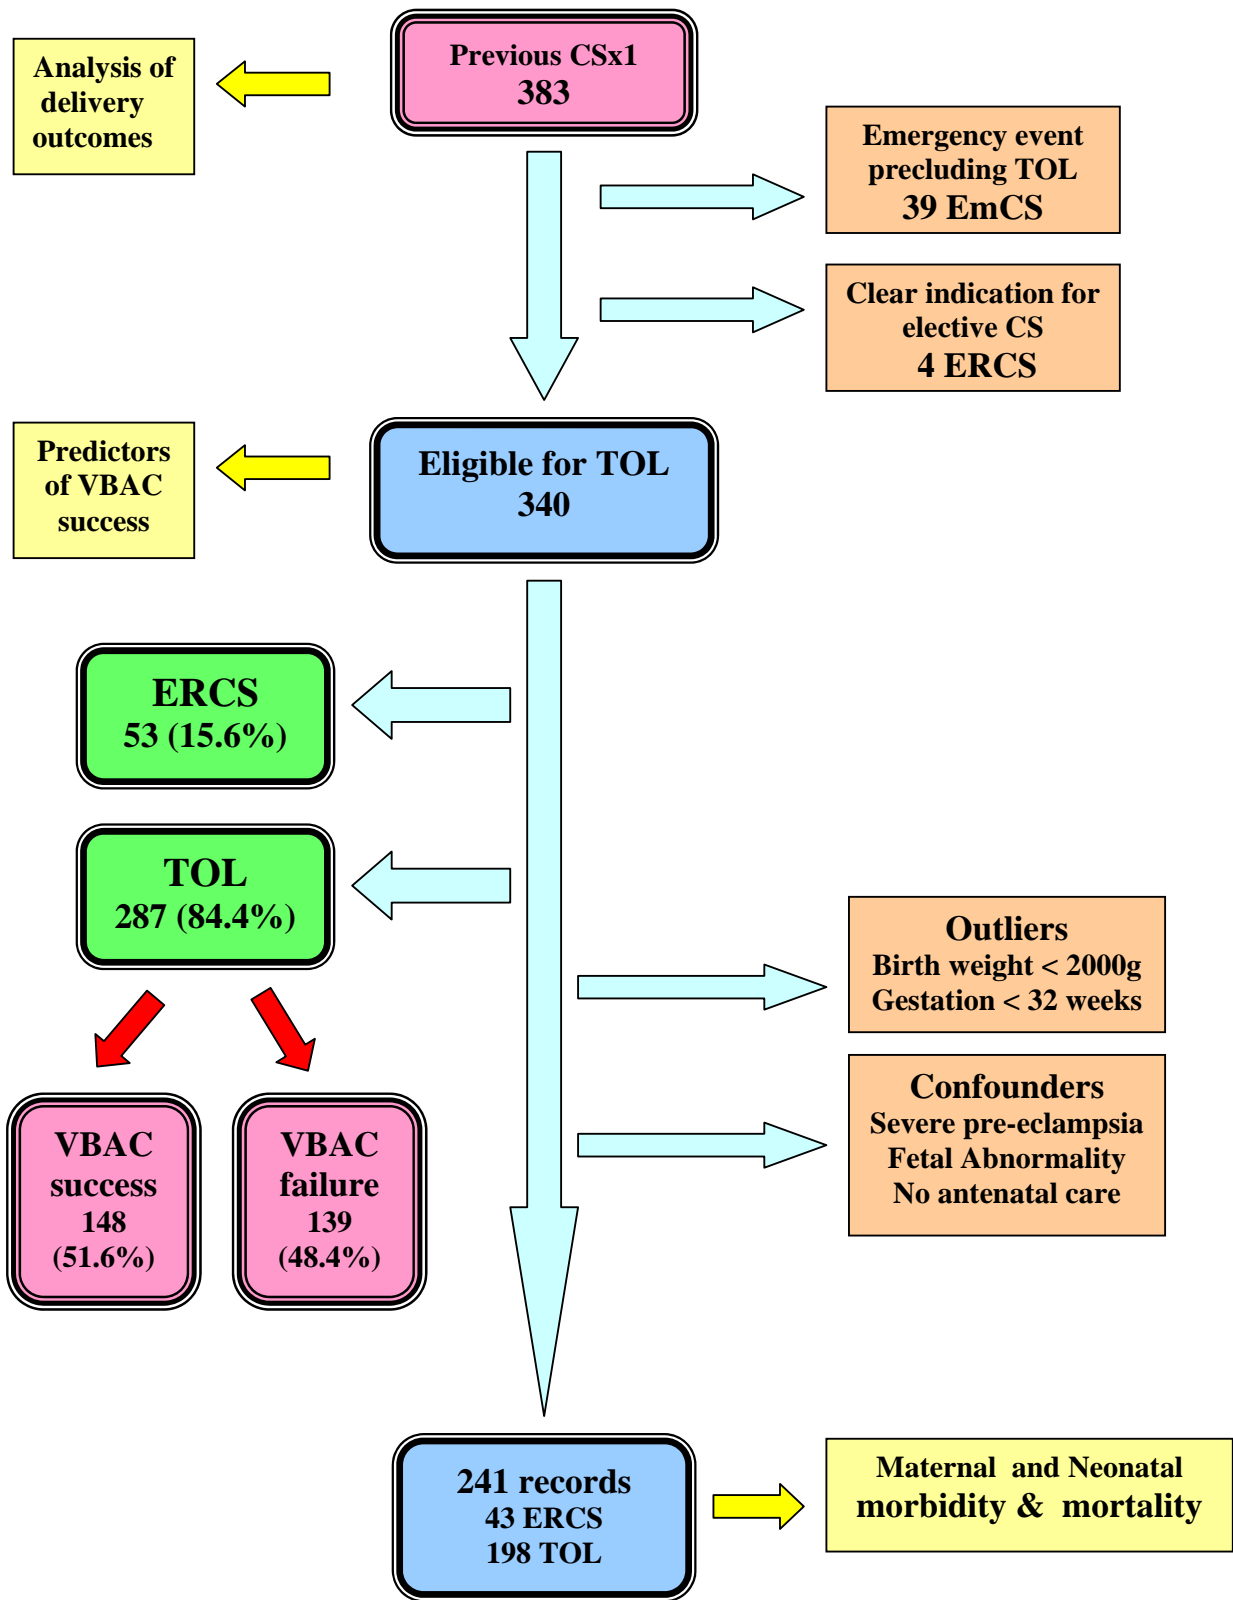 Previous CSx1
383
Analysis of
delivery
outcomes
Emergency event
precluding TOL
39 EmCS
Clear indication for
elective CS
4 ERCS
Eligible for TOL
340
Predictors
of VBAC
success
ERCS
53 (15.6%)
TOL
287 (84.4%)
Outliers
Birth weight < 2000g
Gestation < 32 weeks
Confounders
Severe pre-eclampsia
Fetal Abnormality
No antenatal care
VBAC
success
148
(51.6%)
VBAC
failure
139
(48.4%)
241 records
43 ERCS
198 TOL
Maternal and Neonatal
morbidity & mortality